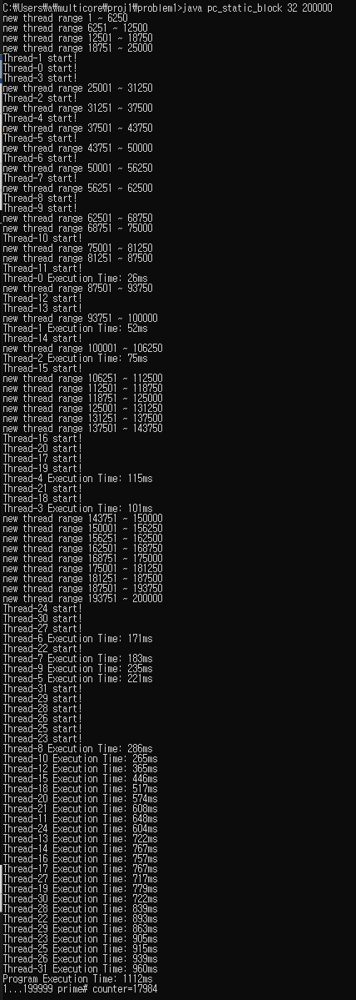 C:₩Users₩a₩multicore₩proj1₩problem1>java pc_static_block 32 200000
new thread range 1 ~ 6250
new thread range 6251 ~ 12500
new thread range 12501 ~ 18750
new thread range 18751 ~ 25000
Thread-1 start!
Thread-0 start!
Thread-3 start!
new thread range 25001 ~ 31250
Thread-2 start!
new thread range 31251 ~ 37500
Thread-4 start!
new thread range 37501 ~ 43750
Thread-5 start!
new thread range 43751 ~ 50000
Thread-6 start!
new thread range 50001 ~ 56250
Thread-7 start!
new thread range 56251 ~ 62500
Thread-8 start!
Thread-9 start!
new thread range 62501 ~ 68750
new thread range 68751 ~ 75000
Thread-10 start!
new thread range 75001 ~ 81250
new thread range 81251 ~ 87500
Thread-11 start!
Thread-0 Execution Time: 26ms
new thread range 87501 ~ 93750
Thread-12 start!
Thread-13 start!
new thread range 93751 ~ 100000
Thread-1 Execution Time: 52ms
Thread-14 start!
new thread range 100001 ~ 106250
Thread-2 Execution Time: 75ms
Thread-15 start!
new thread range 106251 ~ 112500
new thread range 112501 ~ 118750
new thread range 118751 ~ 125000
new thread range 125001 ~ 131250
new thread range 131251 ~ 137500
new thread range 137501 ~ 143750
Thread-16 start!
Thread-20 start!
Thread-17 start!
Thread-19 start!
Thread-4 Execution Time: 115ms
Thread-21 start!
Thread-18 start!
Thread-3 Execution Time: 101ms
new thread range 143751 ~ 150000
new thread range 150001 ~ 156250
new thread range 156251 ~ 162500
new thread range 162501 ~ 168750
new thread range 168751 ~ 175000
new thread range 175001 ~ 181250
new thread range 181251 ~ 187500
new thread range 187501 ~ 193750
new thread range 193751 ~ 200000
Thread-24 start!
Thread-30 start!
Thread-27 start!
Thread-6 Execution Time: 171ms
Thread-22 start!
Thread-7 Execution Time: 183ms
Thread-9 Execution Time: 235ms
Thread-5 Execution Time: 221ms
Thread-31 start!
Thread-29 start!
Thread-28 start!
Thread-26 start!
Thread-25 start!
Thread-23 start!
Thread-8 Execution Time: 286ms
Thread-10 Execution Time: 265ms
Thread-12 Execution Time: 365ms
Thread-15 Execution Time: 446ms
Thread-18 Execution Time: 517ms
Thread-20 Execution Time: 574ms
Thread-21 Execution Time: 608ms
Thread-11 Execution Time: 648ms
Thread-24 Execution Time: 604ms
Thread-13 Execution Time: 722ms
Thread-14 Execution Time: 767ms
Thread-16 Execution Time: 757ms
Thread-17 Execution Time: 767ms
Thread-27 Execution Time: 717ms
Thread-19 Execution Time: 779ms
Thread-30 Execution Time: 722ms
Thread-28 Execution Time: 839ms
Thread-22 Execution Time: 893ms
Thread-29 Execution Time: 863ms
Thread-23 Execution Time: 905ms
Thread-25 Execution Time: 915ms
Thread-26 Execution Time: 939ms
Thread-31 Execution Time: 960ms
Program Execution Time: 1112ms
1...199999 prime# counter=17984